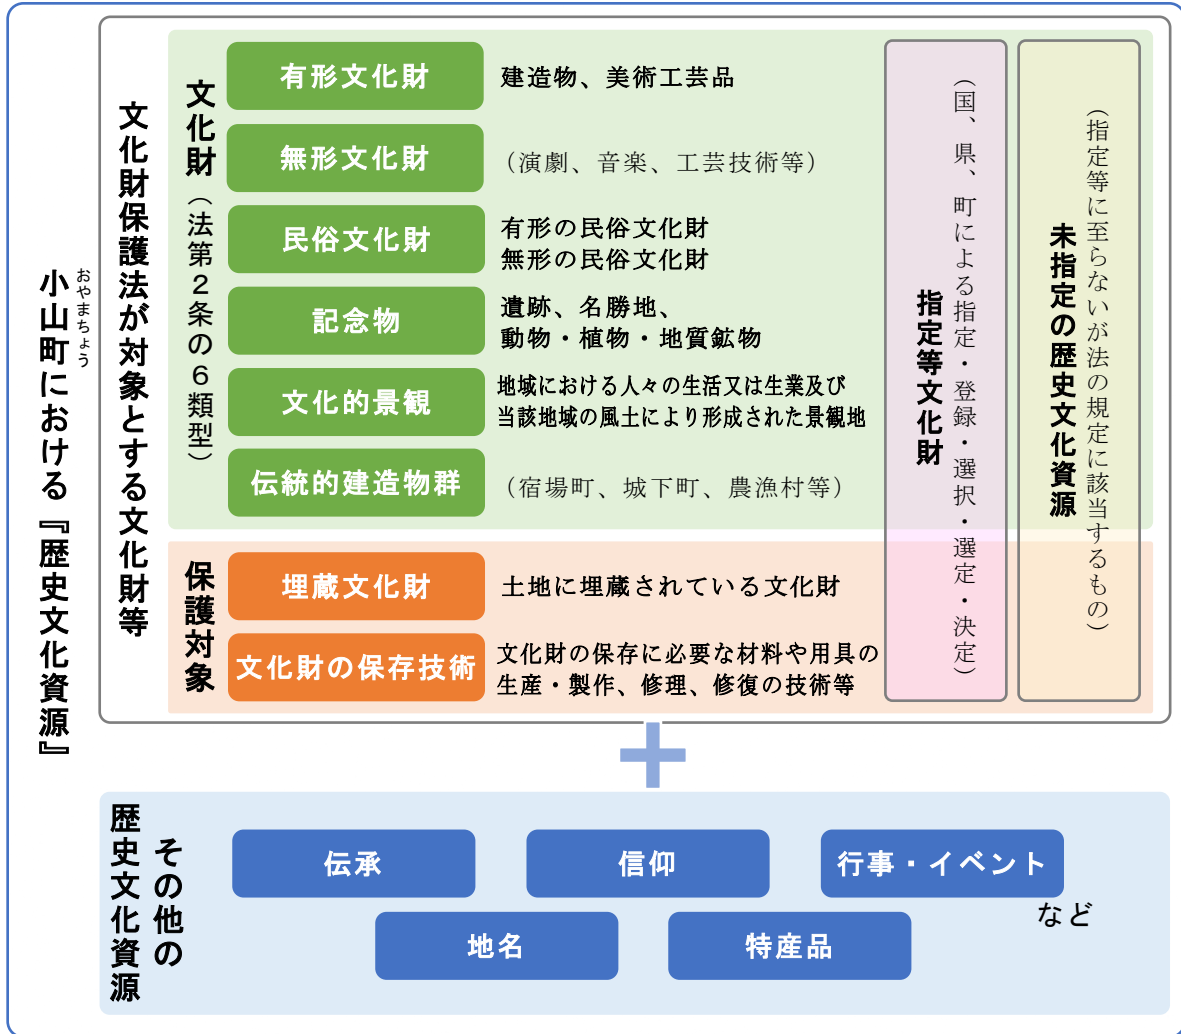 小山町における『歴史文化資源』
おやまちょう
文化財保護法が対象とする文化財等
文化財（法第２条の６類型）
有形文化財
建造物、美術工芸品
無形文化財
（演劇、音楽、工芸技術等）
民俗文化財
有形の民俗文化財
無形の民俗文化財
記念物
遺跡、名勝地、
動物・植物・地質鉱物
文化的景観
地域における人々の生活又は生業及び
当該地域の風土により形成された景観地
伝統的建造物群
（宿場町、城下町、農漁村等）
保護対象
埋蔵文化財
土地に埋蔵されている文化財
文化財の保存技術
文化財の保存に必要な材料や用具の
生産・製作、修理、修復の技術等
指定等文化財
（国、県、町による指定・登録・選択・選定・決定）
未指定の歴史文化資源
（指定等に至らないが法の規定に該当するもの）
その他の
歴史文化資源
伝承
信仰
行事・イベント
地名
特産品
など